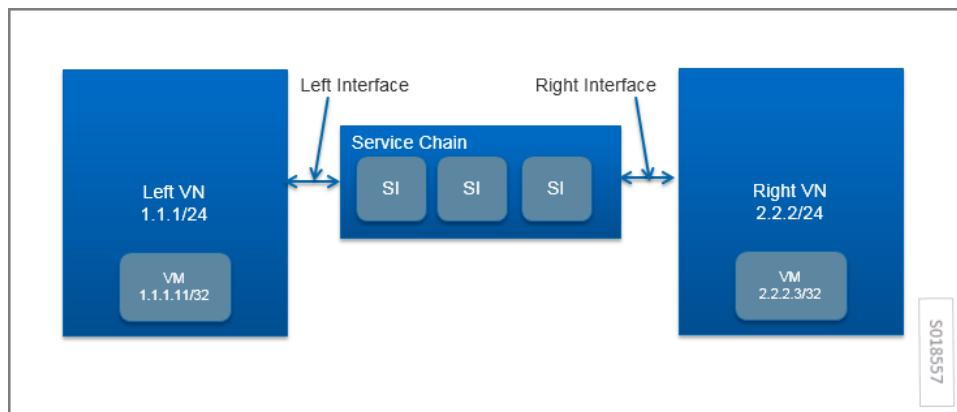 Left Interface
Right Interface
Service Chain
SI
SI
SI
Left VN
1.1.1/24
VM
1.1.1.11/32
Right VN
2.2.2/24
VM
2.2.2.3/32
S018557